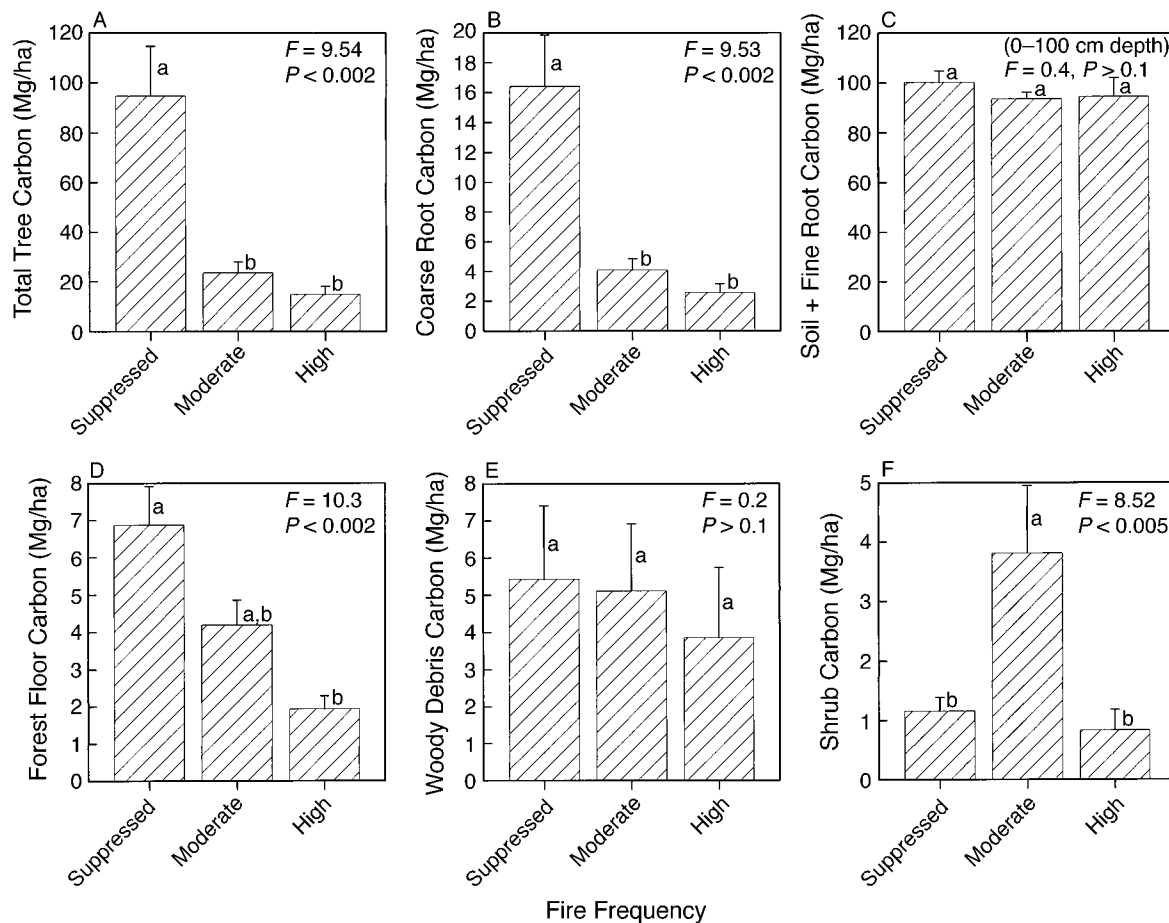 A
Total Tree Carbon (Mg/ha)
120
100
80
60
40
20
0
F = 9.54
P < 0.002
a
b
b
Suppressed
Moderate
High
B
Coarse Root Carbon (Mg/ha)
20
18
16
14
12
10
8
6
4
2
0
F = 9.53
P < 0.002
a
b
b
Suppressed
Moderate
High
C
Soil + Fine Root Carbon (Mg/ha)
120
100
80
60
40
20
0
(0–100 cm depth)
F = 0.4, P > 0.1
a
a
a
Suppressed
Moderate
High
D
Forest Floor Carbon (Mg/ha)
8
7
6
5
4
3
2
1
0
F = 10.3
P < 0.002
a
a,b
b
Suppressed
Moderate
High
E
Woody Debris Carbon (Mg/ha)
8
7
6
5
4
3
2
1
0
F = 0.2
P > 0.1
a
a
a
Suppressed
Moderate
High
F
Shrub Carbon (Mg/ha)
5
4
3
2
1
0
F = 8.52
P < 0.005
b
a
b
Suppressed
Moderate
High
Fire Frequency